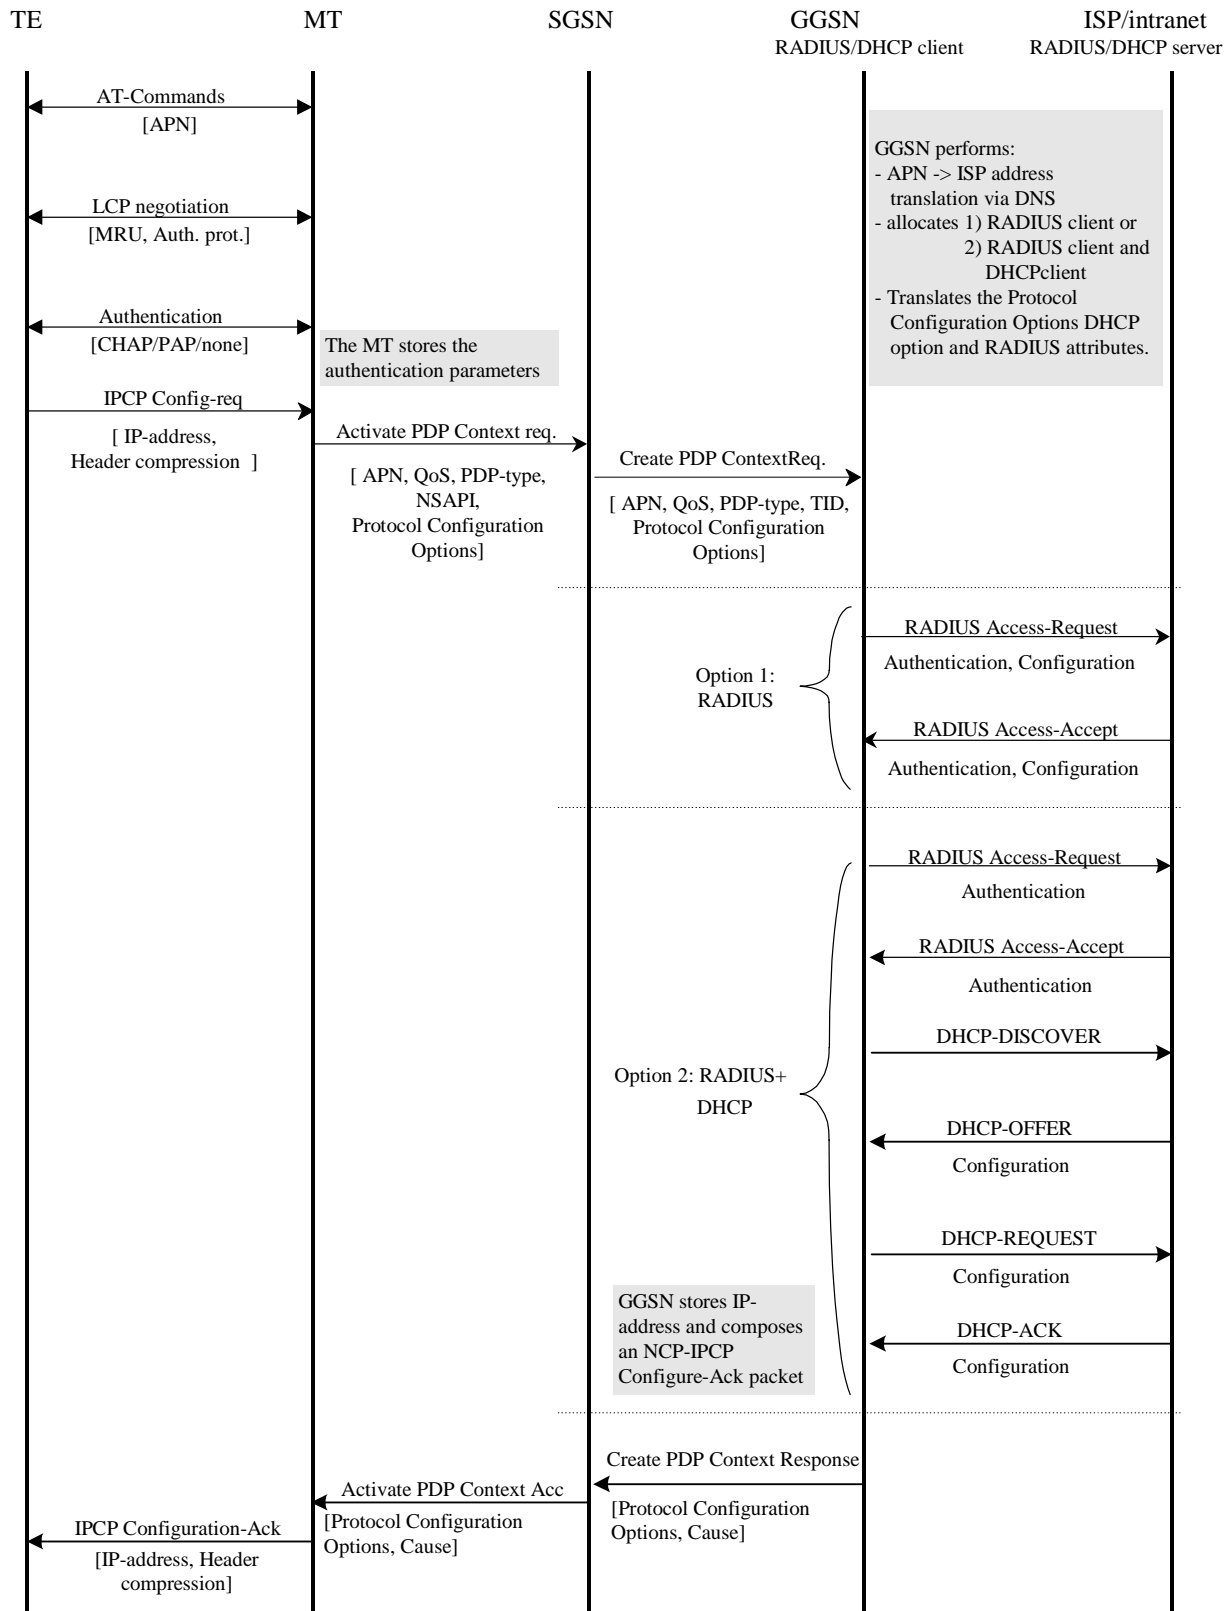 TE
MT
SGSN
GGSN
ISP/intranet
RADIUS/DHCP client
RADIUS/DHCP server
AT-Commands
[APN]
GGSN performs:
- APN -> ISP address
translation via DNS
- allocates 1) RADIUS client or
2) RADIUS client and
DHCPclient
- Translates the Protocol
Configuration Options DHCP
option and RADIUS attributes.
LCP negotiation
[MRU, Auth. prot.]
Authentication
[CHAP/PAP/none]
The MT stores the
authentication parameters
IPCP Config-req
[ IP-address,
Header compression ]
Activate PDP Context req.
[ APN, QoS, PDP-type,
NSAPI,
Protocol Configuration
Options]
Create PDP ContextReq.
[ APN, QoS, PDP-type, TID,
Protocol Configuration
Options]
Option 1:
RADIUS
RADIUS Access-Request
Authentication, Configuration
RADIUS Access-Accept
Authentication, Configuration
Option 2: RADIUS+
DHCP
RADIUS Access-Request
Authentication
RADIUS Access-Accept
Authentication
DHCP-DISCOVER
DHCP-OFFER
Configuration
DHCP-REQUEST
Configuration
DHCP-ACK
Configuration
GGSN stores IP-
address and composes
an NCP-IPCP
Configure-Ack packet
Create PDP Context Response
[Protocol Configuration
Options, Cause]
Activate PDP Context Acc
[Protocol Configuration
Options, Cause]
IPCP Configuration-Ack
[IP-address, Header
compression]